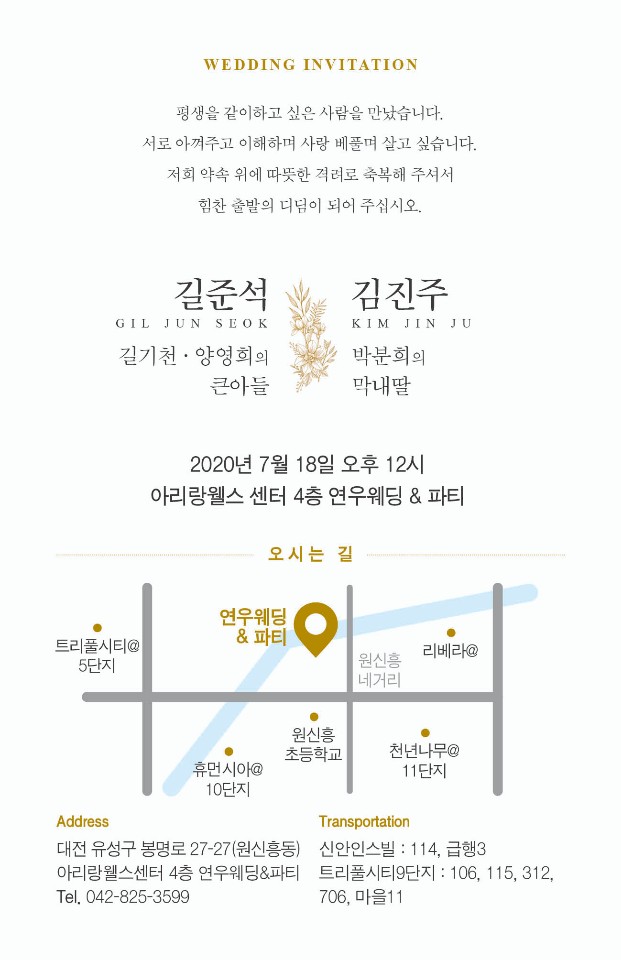 WEDDING INVITATION
평생을 같이하고 싶은 사람을 만났습니다.
서로 아껴주고 이해하며 사랑 베풀며 살고 싶습니다.
저희 약속 위에 따뜻한 격려로 축복해 주셔서
힘찬 출발의 디딤이 되어 주십시오.
길준석
GIL JUN SEOK
길기천 · 양영희의
큰아들
김진주
KIM JIN JU
박분희의
막내딸
2020년 7월 18일 오후 12시
아리랑웰스 센터 4층 연우웨딩 & 파티
오시는 길
연우웨딩
& 파티
트리풀시티@
5단지
원신흥
네거리
리베라@
원신흥
초등학교
휴먼시아@
10단지
천년나무@
11단지
Address
대전 유성구 봉명로 27-27(원신흥동)
아리랑웰스센터 4층 연우웨딩&파티
Tel. 042-825-3599
Transportation
신안인스빌 : 114, 급행3
트리풀시티9단지 : 106, 115, 312,
706, 마을11